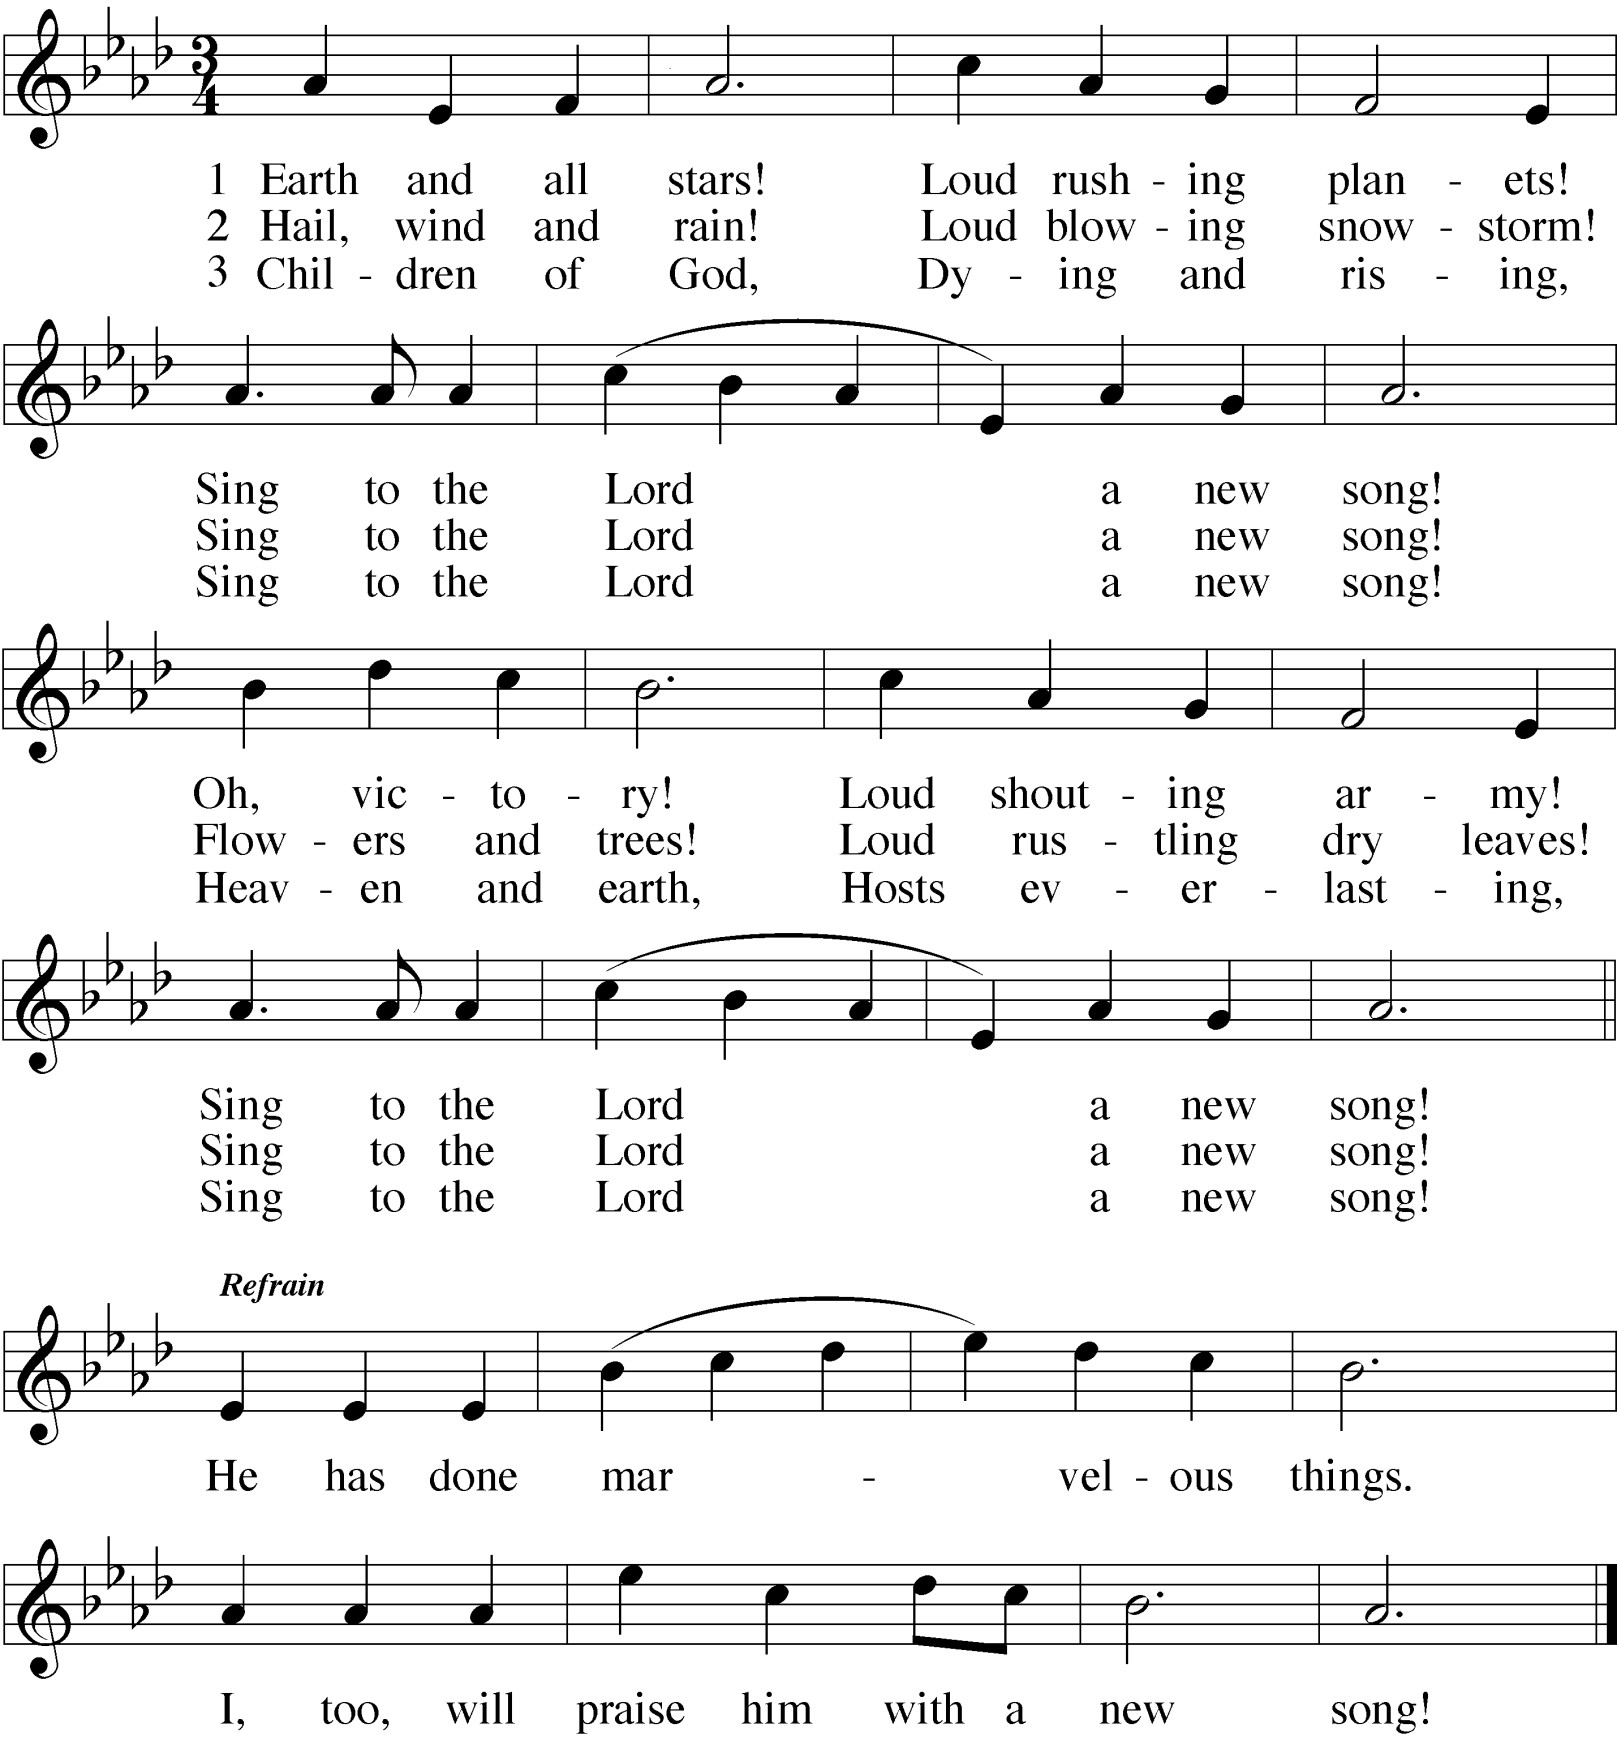 3
4
1 Earth and all stars! Loud rush - ing plan - ets!
2 Hail, wind and rain! Loud blow - ing snow - storm!
3 Chil - dren of God, Dy - ing and ris - ing,
Sing to the Lord a new song!
Sing to the Lord a new song!
Sing to the Lord a new song!
Oh, vic - to - ry! Loud shout - ing ar - my!
Flow - ers and trees! Loud rus - tling dry leaves!
Heav - en and earth, Hosts ev - er - last - ing,
Sing to the Lord a new song!
Sing to the Lord a new song!
Sing to the Lord a new song!
Refrain
He has done mar - vel - ous things.
I, too, will praise him with a new song!